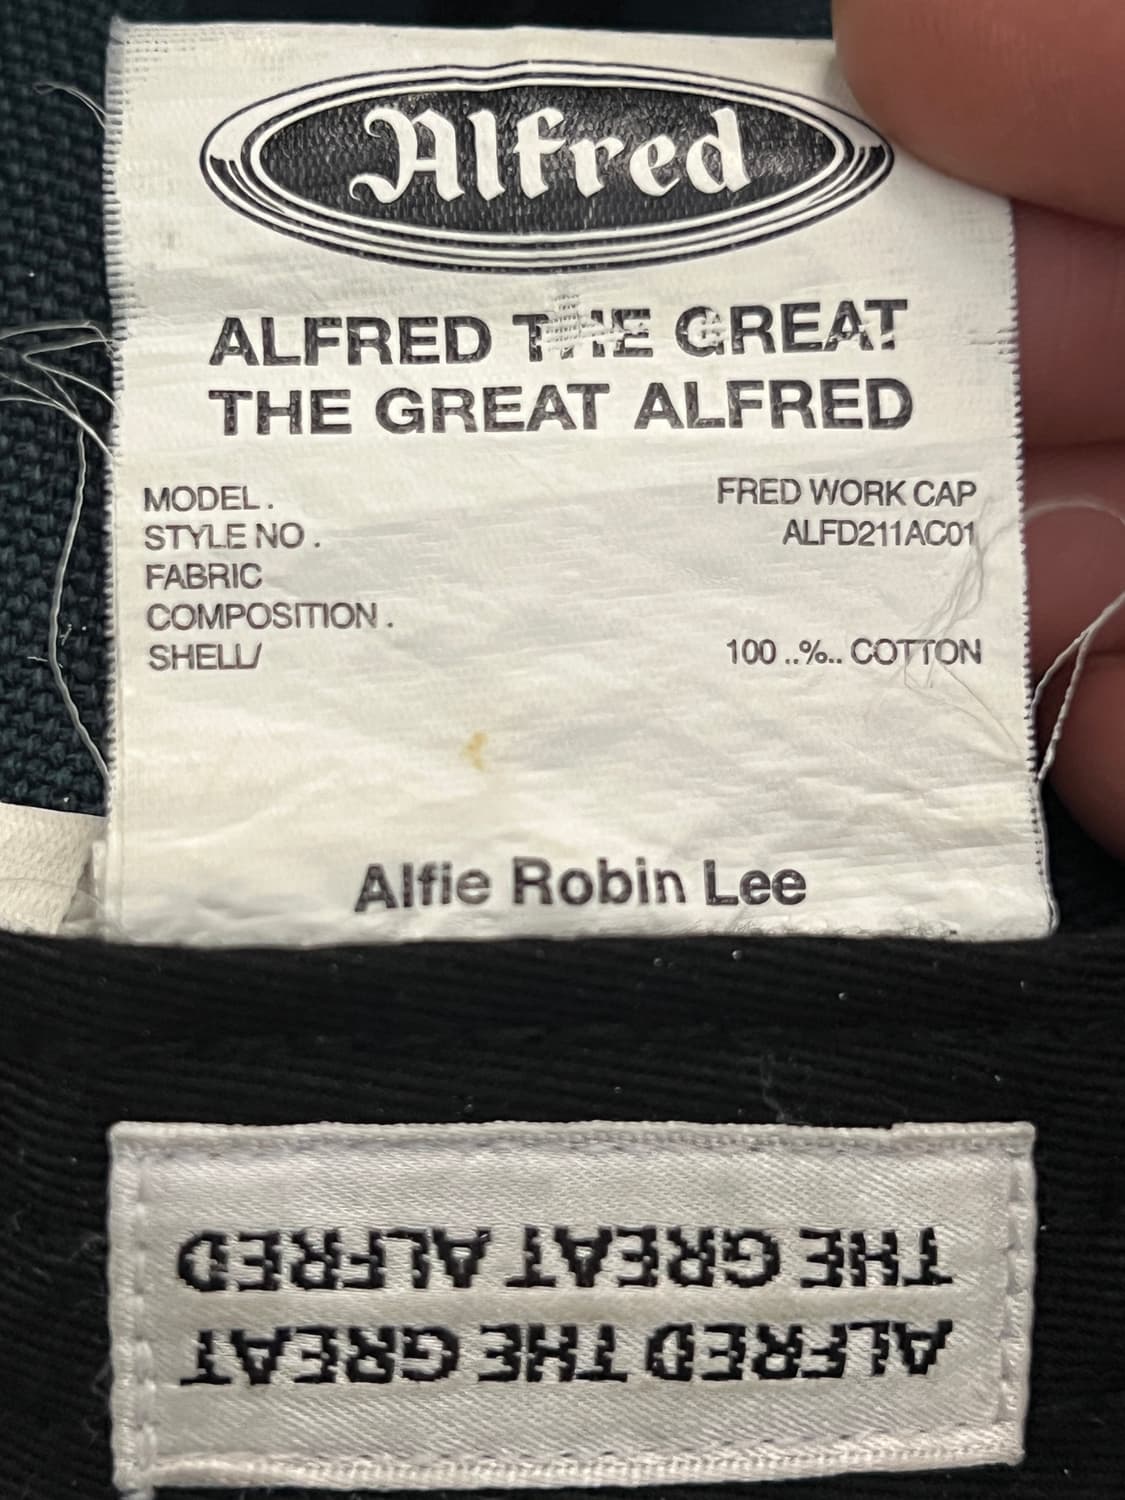 Alfred
ALFRED THE GREAT
THE GREAT ALFRED
MODEL . FRED WORK CAP
STYLE NO . ALFD211AC01
FABRIC
COMPOSITION .
SHELL/ 100 ..%.. COTTON
Alfie Robin Lee
ALFRED THE GREAT
THE GREAT ALFRED